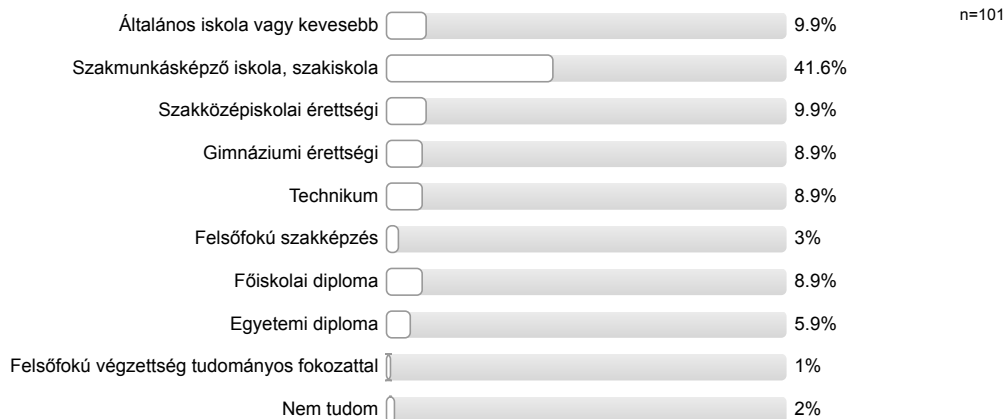 n=101
Általános iskola vagy kevesebb 9.9%
Szakmunkásképző iskola, szakiskola 41.6%
Szakközépiskolai érettségi 9.9%
Gimnáziumi érettségi 8.9%
Technikum 8.9%
Felsőfokú szakképzés 3%
Főiskolai diploma 8.9%
Egyetemi diploma 5.9%
Felsőfokú végzettség tudományos fokozattal 1%
Nem tudom 2%